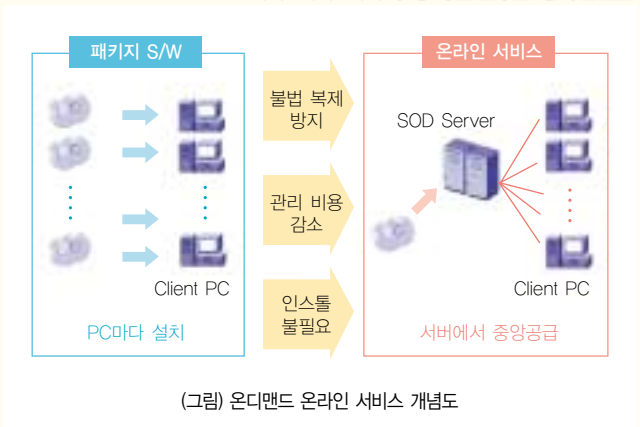 패키지 S/W
Client PC
PC마다 설치
불법 복제
방지
관리 비용
감소
인스톨
불필요
온라인 서비스
SOD Server
Client PC
서버에서 중앙공급
(그림) 온디맨드 온라인 서비스 개념도